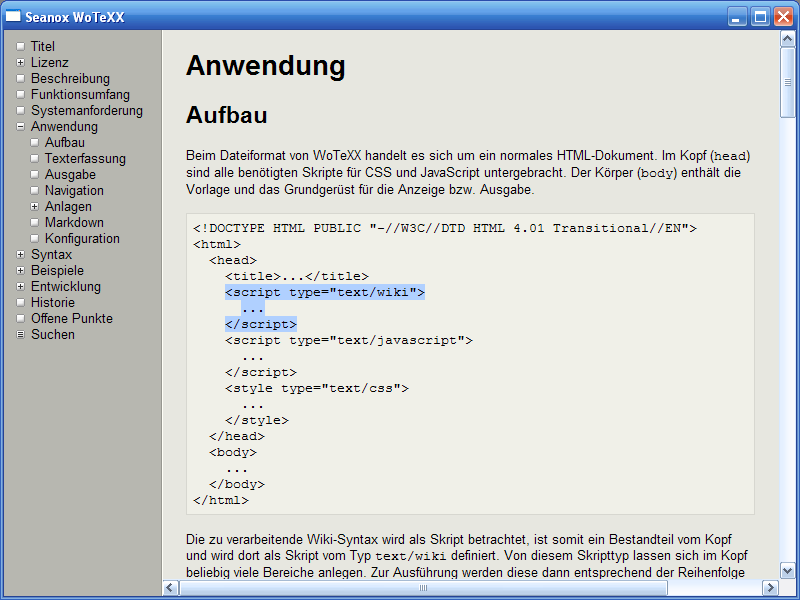 Seanox WoTeXX
Titel
Lizenz
Beschreibung
Funktionsumfang
Systemanforderung
Anwendung
Aufbau
Texterfassung
Ausgabe
Navigation
Anlagen
Markdown
Konfiguration
Syntax
Beispiele
Entwicklung
Historie
Offene Punkte
Suchen
Anwendung
Aufbau
Beim Dateiformat von WoTeXX handelt es sich um ein normales HTML-Dokument. Im Kopf (head)
sind alle benötigten Skripte für CSS und JavaScript untergebracht. Der Körper (body) enthält die
Vorlage und das Grundgerüst für die Anzeige bzw. Ausgabe.
<!DOCTYPE HTML PUBLIC "-//W3C//DTD HTML 4.01 Transitional//EN">
<html>
  <head>
    <title>...</title>
    <script type="text/wiki">
      ...
    </script>
    <script type="text/javascript">
      ...
    </script>
    <style type="text/css">
      ...
    </style>
  </head>
  <body>
    ...
  </body>
</html>
Die zu verarbeitende Wiki-Syntax wird als Skript betrachtet, ist somit ein Bestandteil vom Kopf
und wird dort als Skript vom Typ text/wiki definiert. Von diesem Skripttyp lassen sich im Kopf
beliebig viele Bereiche anlegen. Zur Ausführung werden diese dann entsprechend der Reihenfolge